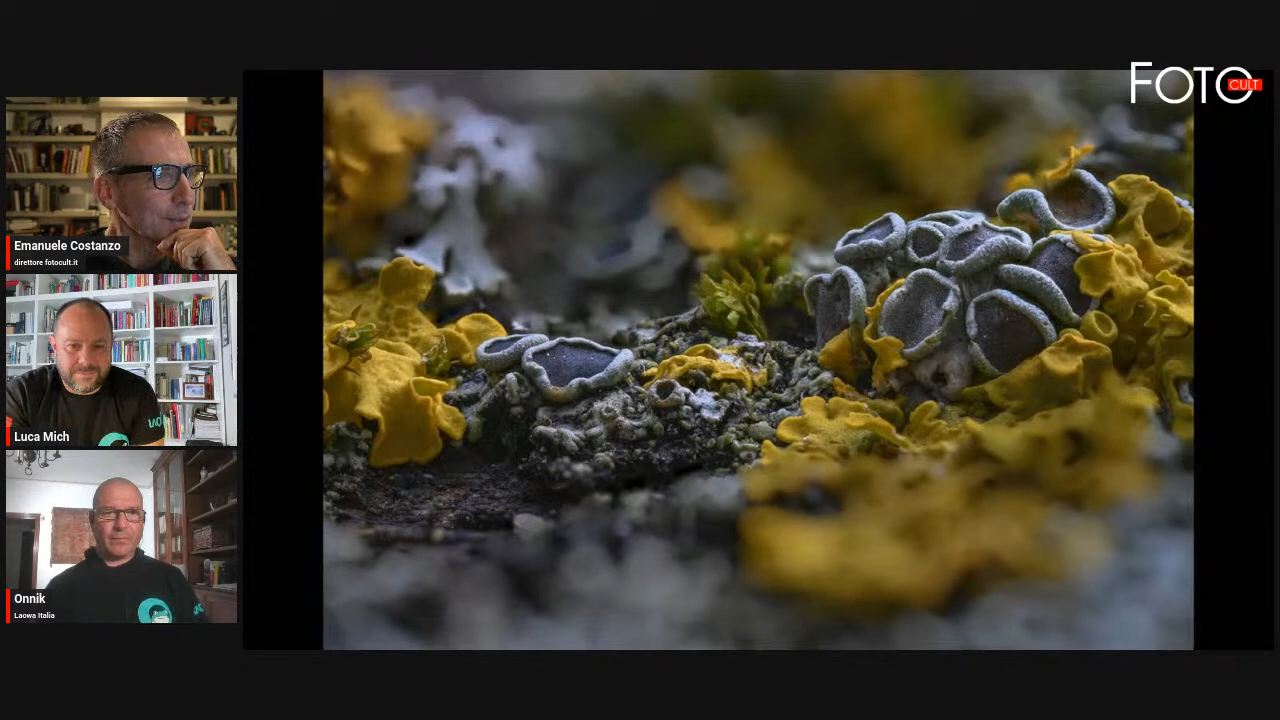 FOTO
CULT
Emanuele Costanzo
direttore fotocult.it
Luca Mich
Onnik
Laowa Italia